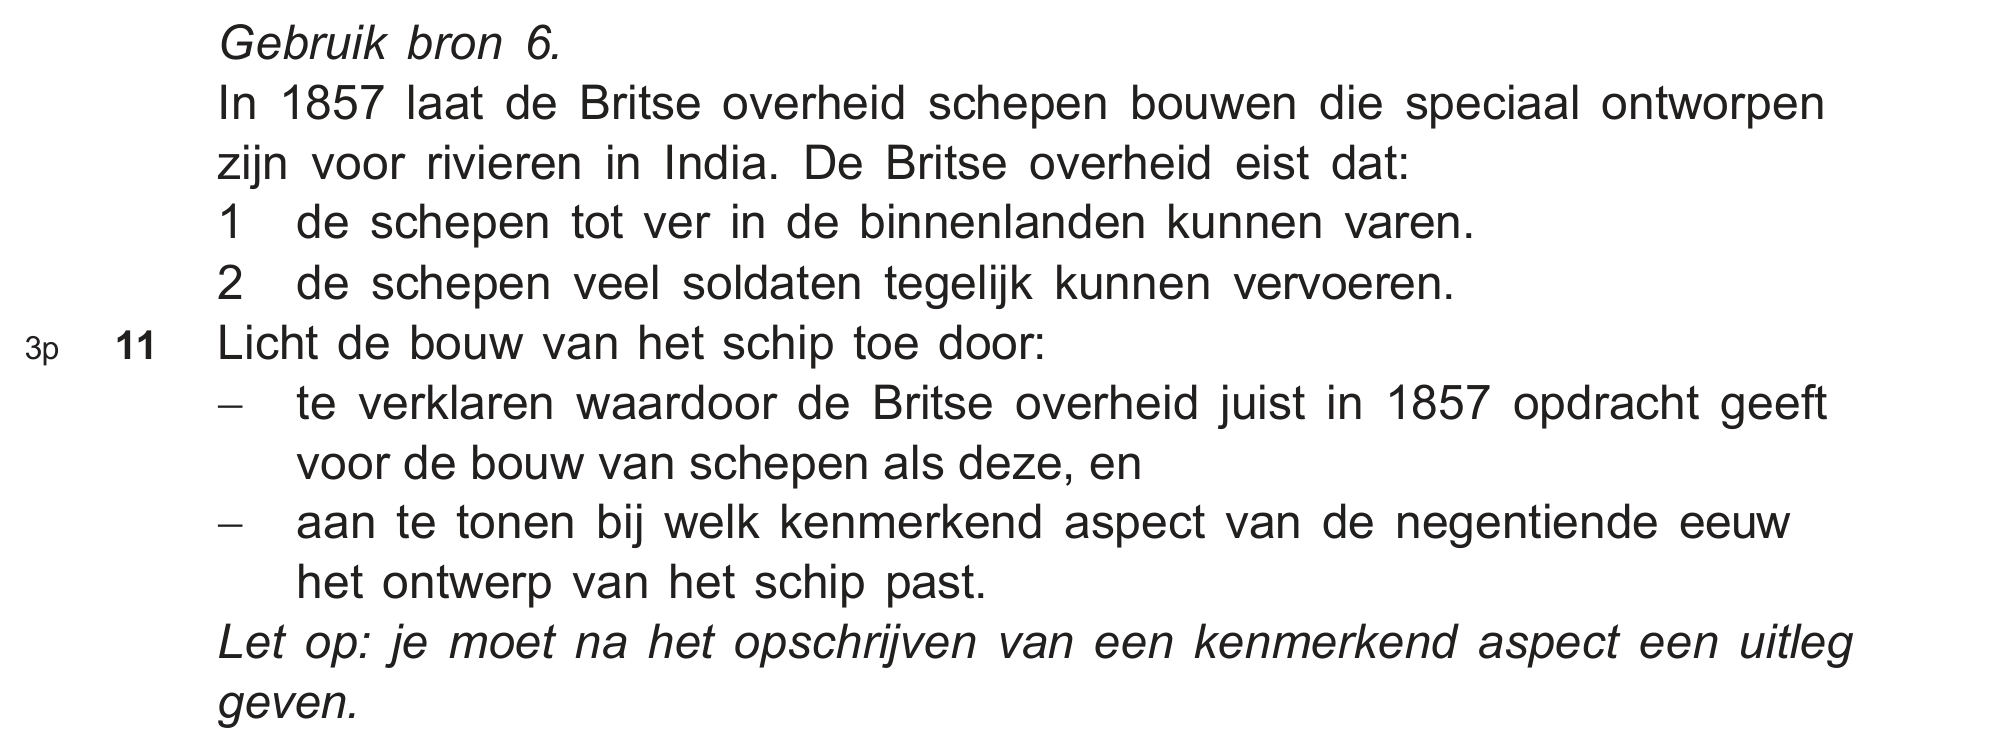 Gebruik bron 6.
In 1857 laat de Britse overheid schepen bouwen die speciaal ontworpen
zijn voor rivieren in India. De Britse overheid eist dat:
1 de schepen tot ver in de binnenlanden kunnen varen.
2 de schepen veel soldaten tegelijk kunnen vervoeren.
3p 11 Licht de bouw van het schip toe door:
– te verklaren waardoor de Britse overheid juist in 1857 opdracht geeft
voor de bouw van schepen als deze, en
– aan te tonen bij welk kenmerkend aspect van de negentiende eeuw
het ontwerp van het schip past.
Let op: je moet na het opschrijven van een kenmerkend aspect een uitleg
geven.